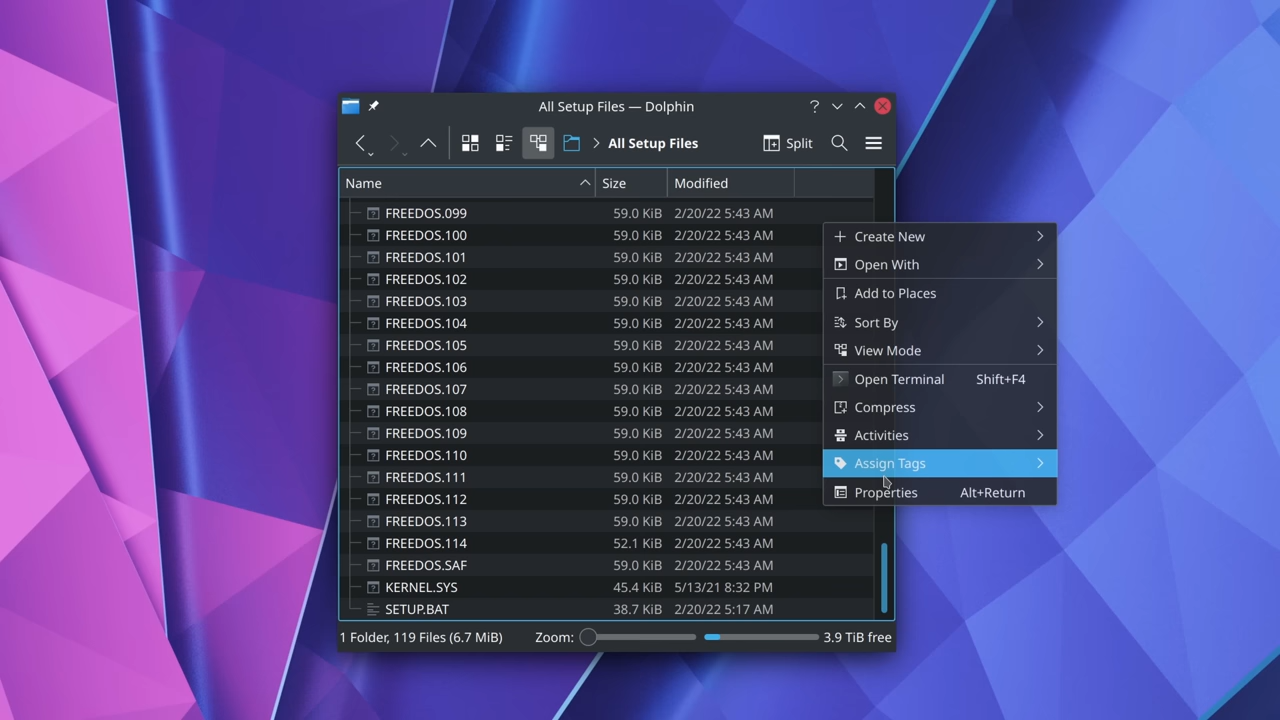 All Setup Files — Dolphin
> All Setup Files Split
Name Size Modified
FREEDOS.099 59.0 KiB 2/20/22 5:43 AM
FREEDOS.100 59.0 KiB 2/20/22 5:43 AM
FREEDOS.101 59.0 KiB 2/20/22 5:43 AM
FREEDOS.102 59.0 KiB 2/20/22 5:43 AM
FREEDOS.103 59.0 KiB 2/20/22 5:43 AM
FREEDOS.104 59.0 KiB 2/20/22 5:43 AM
FREEDOS.105 59.0 KiB 2/20/22 5:43 AM
FREEDOS.106 59.0 KiB 2/20/22 5:43 AM
FREEDOS.107 59.0 KiB 2/20/22 5:43 AM
FREEDOS.108 59.0 KiB 2/20/22 5:43 AM
FREEDOS.109 59.0 KiB 2/20/22 5:43 AM
FREEDOS.110 59.0 KiB 2/20/22 5:43 AM
FREEDOS.111 59.0 KiB 2/20/22 5:43 AM
FREEDOS.112 59.0 KiB 2/20/22 5:43 AM
FREEDOS.113 59.0 KiB 2/20/22 5:43 AM
FREEDOS.114 52.1 KiB 2/20/22 5:43 AM
FREEDOS.SAF 59.0 KiB 2/20/22 5:43 AM
KERNEL.SYS 45.4 KiB 5/13/21 8:32 PM
SETUP.BAT 38.7 KiB 2/20/22 5:17 AM
1 Folder, 119 Files (6.7 MiB) Zoom: 3.9 TiB free
Create New
Open With
Add to Places
Sort By
View Mode
Open Terminal Shift+F4
Compress
Activities
Assign Tags
Properties Alt+Return